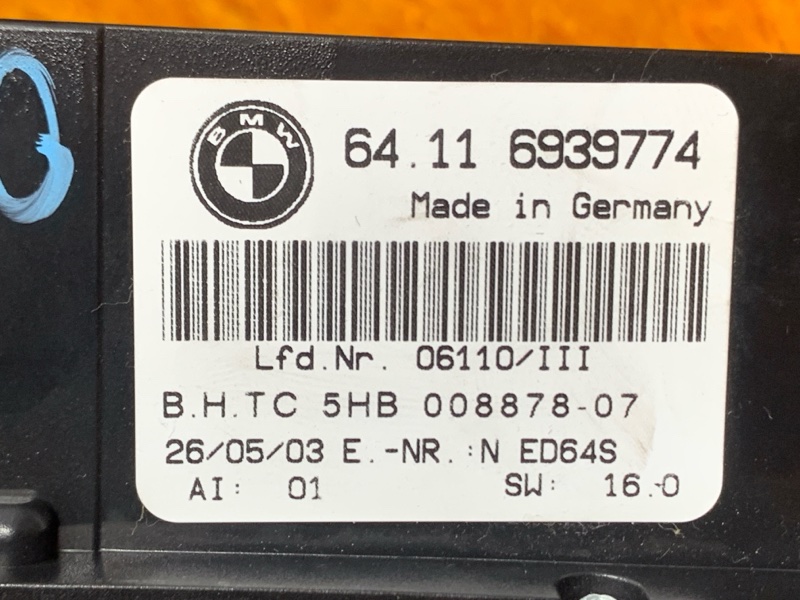 BMW
64.11 6939774
Made in Germany
Lfd.Nr. 06110/III
B.H.TC 5HB 008878-07
26/05/03 E.-NR.:N ED64S
AI: 01 SW: 16.0